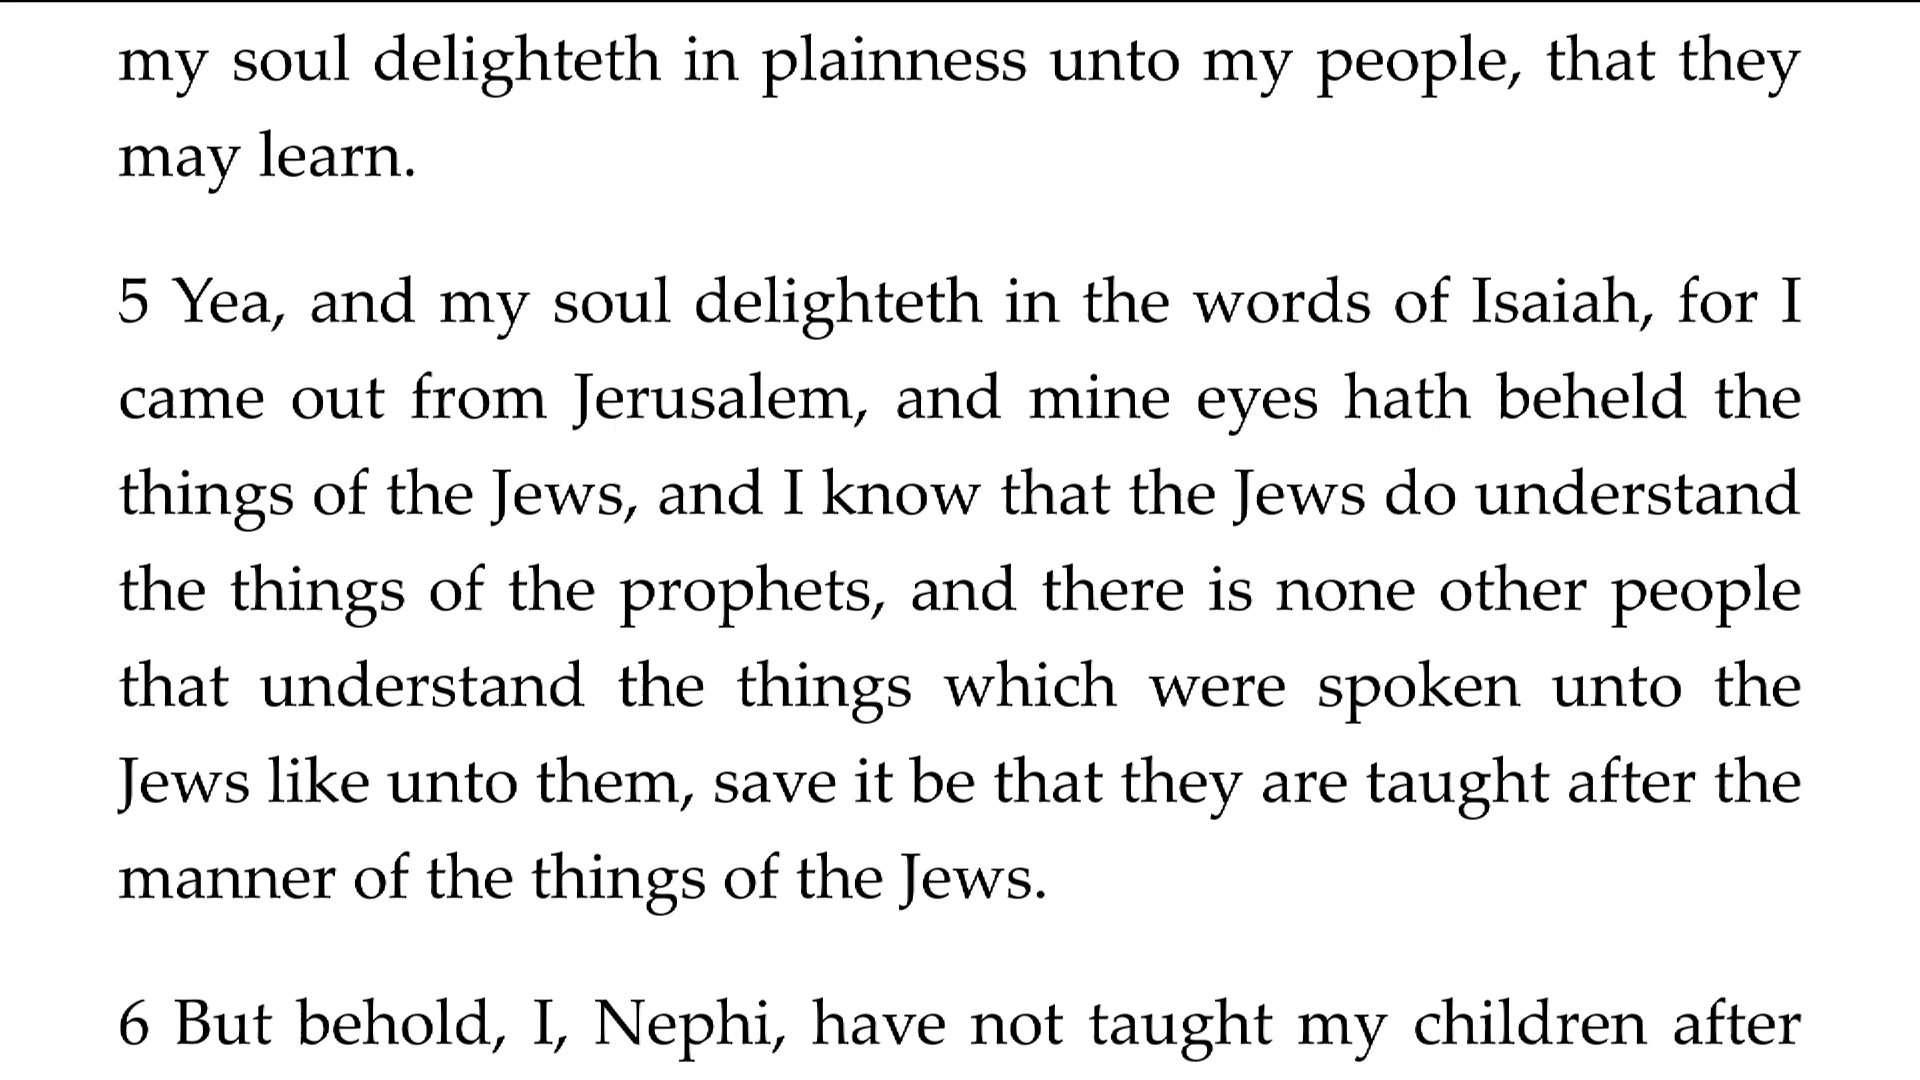 my soul delighteth in plainness unto my people, that they
may learn.
5 Yea, and my soul delighteth in the words of Isaiah, for I
came out from Jerusalem, and mine eyes hath beheld the
things of the Jews, and I know that the Jews do understand
the things of the prophets, and there is none other people
that understand the things which were spoken unto the
Jews like unto them, save it be that they are taught after the
manner of the things of the Jews.
6 But behold, I, Nephi, have not taught my children after